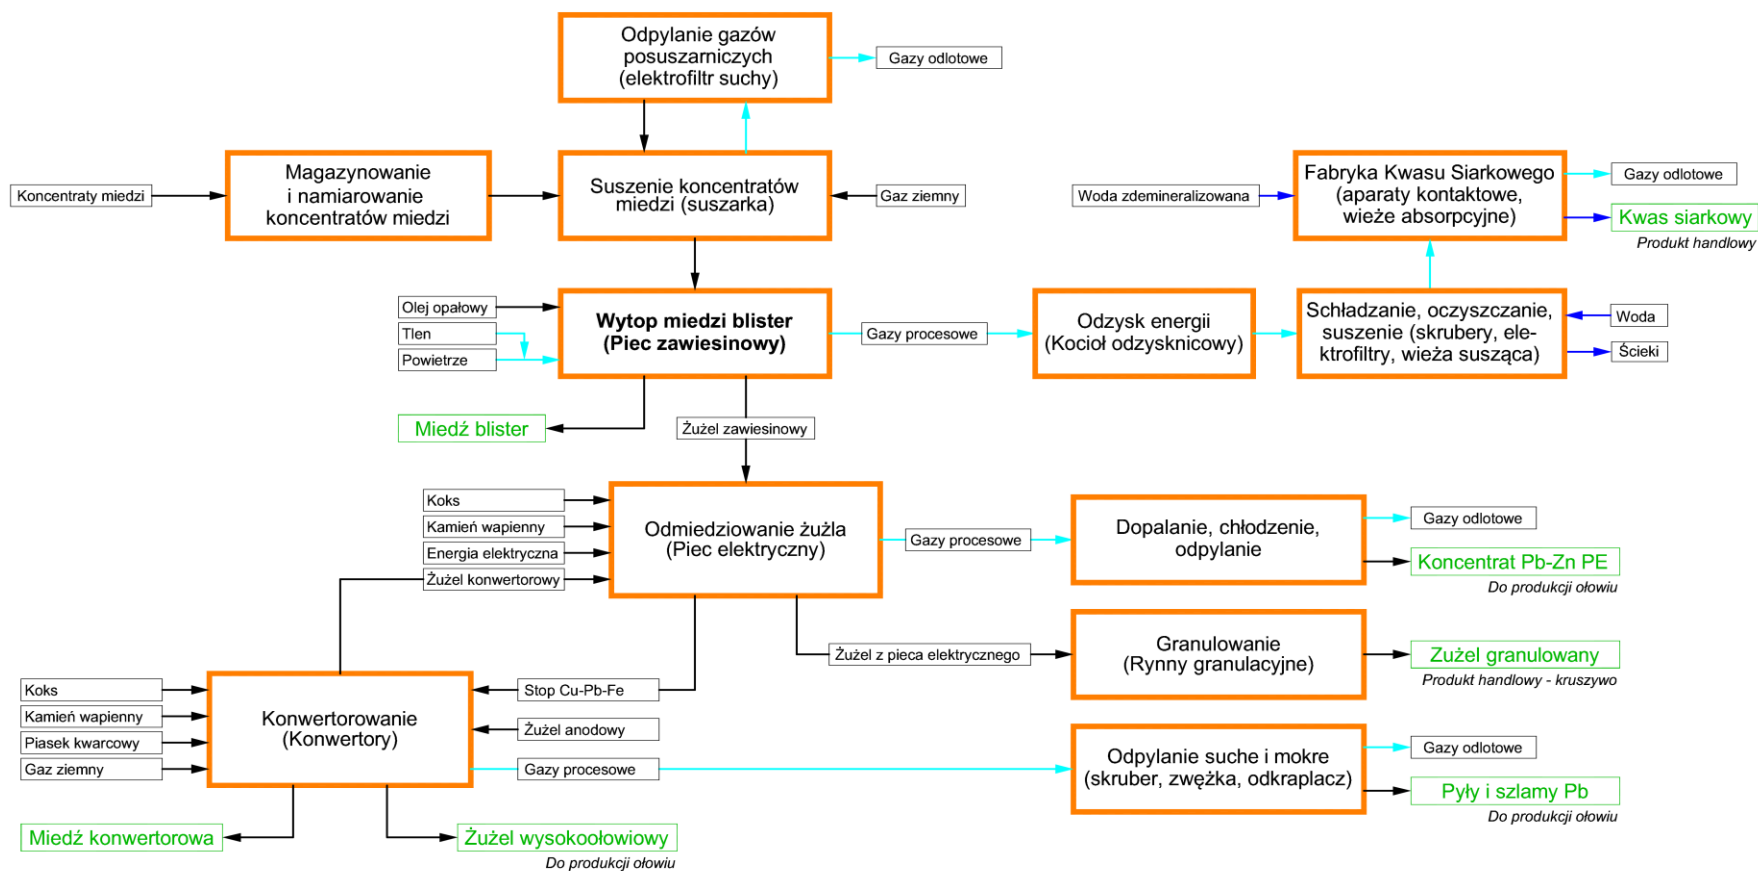 Odpylanie gazów
posuszarniczych
(elektrofiltr suchy)
Gazy odlotowe
Koncentraty miedzi
Magazynowanie
i namiarowanie
koncentratów miedzi
Suszenie koncentratów
miedzi (suszarka)
Gaz ziemny
Woda zdemineralizowana
Fabryka Kwasu Siarkowego
(aparaty kontaktowe,
wieże absorpcyjne)
Gazy odlotowe
Kwas siarkowy
Produkt handlowy
Olej opałowy
Tlen
Powietrze
Wytop miedzi blister
(Piec zawiesinowy)
Gazy procesowe
Odzysk energii
(Kocioł odzysknicowy)
Schładzanie, oczyszczanie,
suszenie (skrubery, ele-
ktrofiltry, wieża susząca)
Woda
Ścieki
Miedź blister
Żużel zawiesinowy
Koks
Kamień wapienny
Energia elektryczna
Żużel konwertorowy
Odmiedziowanie żużla
(Piec elektryczny)
Gazy procesowe
Dopalanie, chłodzenie,
odpylanie
Gazy odlotowe
Koncentrat Pb-Zn PE
Do produkcji ołowiu
Żużel z pieca elektrycznego
Granulowanie
(Rynny granulacyjne)
Zużel granulowany
Produkt handlowy - kruszywo
Koks
Kamień wapienny
Piasek kwarcowy
Gaz ziemny
Konwertorowanie
(Konwertory)
Stop Cu-Pb-Fe
Żużel anodowy
Gazy procesowe
Odpylanie suche i mokre
(skruber, zwężka, odkraplacz)
Gazy odlotowe
Pyły i szlamy Pb
Do produkcji ołowiu
Miedź konwertorowa
Żużel wysokoołowiowy
Do produkcji ołowiu